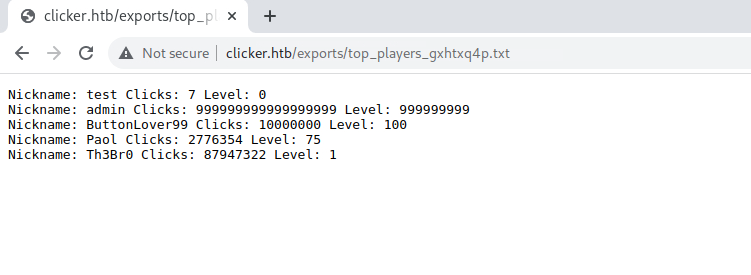 clicker.htb/exports/top_pl
Not secure
clicker.htb/exports/top_players_gxhtxq4p.txt
Nickname: test Clicks: 7 Level: 0
Nickname: admin Clicks: 999999999999999999 Level: 999999999
Nickname: ButtonLover99 Clicks: 10000000 Level: 100
Nickname: Paol Clicks: 2776354 Level: 75
Nickname: Th3Br0 Clicks: 87947322 Level: 1